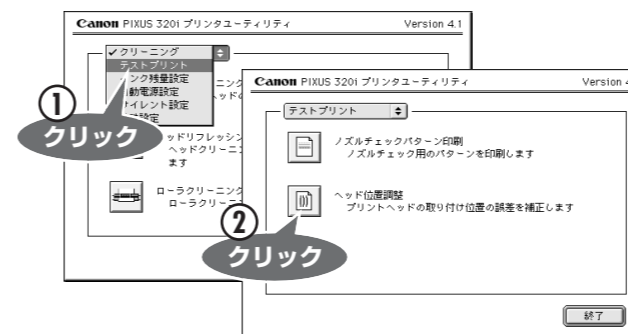 Canon PIXUS 320i プリンタユーティリティ
Version 4.1
✓クリーニング
テストプリント
ンク残量設定
動電源設定
イレント設定
設定
ニング
ヘッドの
ッドリフレッシン
ヘッドクリーニ
ます
ローラクリーニング
ローラクリー
① クリック
Canon PIXUS 320i プリンタユーティリティ
Version 4
テストプリント
ノズルチェックパターン印刷
ノズルチェック用のパターンを印刷します
ヘッド位置調整
プリントヘッドの取り付け位置の誤差を補正します
② クリック
終了